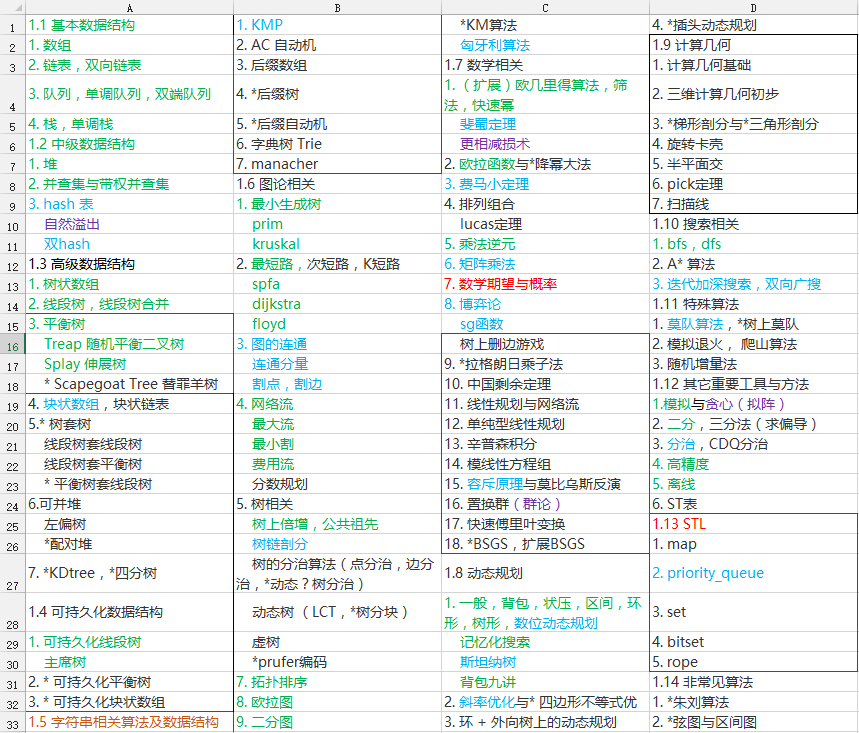 A
B
C
D
1
1.1 基本数据结构
1. KMP
*KM算法
4. *插头动态规划
2
1. 数组
2. AC 自动机
匈牙利算法
1.9 计算几何
3
2. 链表，双向链表
3. 后缀数组
1.7 数学相关
1. 计算几何基础
4
3. 队列，单调队列，双端队列
4. *后缀树
1. （扩展）欧几里得算法，筛
法，快速幂
2. 三维计算几何初步
5
4. 栈，单调栈
5. *后缀自动机
斐蜀定理
3. *梯形剖分与*三角形剖分
6
1.2 中级数据结构
6. 字典树 Trie
更相减损术
4. 旋转卡壳
7
1. 堆
7. manacher
2. 欧拉函数与*降幂大法
5. 半平面交
8
2. 并查集与带权并查集
1.6 图论相关
3. 费马小定理
6. pick定理
9
3. hash 表
1. 最小生成树
4. 排列组合
7. 扫描线
10
自然溢出
prim
lucas定理
1.10 搜索相关
11
双hash
kruskal
5. 乘法逆元
1. bfs，dfs
12
1.3 高级数据结构
2. 最短路，次短路，K短路
6. 矩阵乘法
2. A* 算法
13
1. 树状数组
spfa
7. 数学期望与概率
3. 迭代加深搜索，双向广搜
14
2. 线段树，线段树合并
dijkstra
8. 博弈论
1.11 特殊算法
15
3. 平衡树
floyd
sg函数
1. 莫队算法，*树上莫队
16
Treap 随机平衡二叉树
3. 图的连通
树上删边游戏
2. 模拟退火， 爬山算法
17
Splay 伸展树
连通分量
9. *拉格朗日乘子法
3. 随机增量法
18
* Scapegoat Tree 替罪羊树
割点，割边
10. 中国剩余定理
1.12 其它重要工具与方法
19
4. 块状数组，块状链表
4. 网络流
11. 线性规划与网络流
1.模拟与贪心（拟阵）
20
5.* 树套树
最大流
12. 单纯型线性规划
2. 二分，三分法（求偏导）
21
线段树套线段树
最小割
13. 辛普森积分
3. 分治，CDQ分治
22
线段树套平衡树
费用流
14. 模线性方程组
4. 高精度
23
* 平衡树套线段树
分数规划
15. 容斥原理与莫比乌斯反演
5. 离线
24
6.可并堆
5. 树相关
16. 置换群（群论）
6. ST表
25
左偏树
树上倍增，公共祖先
17. 快速傅里叶变换
1.13 STL
26
*配对堆
树链剖分
18. *BSGS，扩展BSGS
1. map
27
7. *KDtree，*四分树
树的分治算法（点分治，边分
治，*动态？树分治）
1.8 动态规划
2. priority_queue
28
1.4 可持久化数据结构
动态树 （LCT，*树分块）
1. 一般，背包，状压，区间，环
形，树形，数位动态规划
3. set
29
1. 可持久化线段树
虚树
记忆化搜索
4. bitset
30
主席树
*prufer编码
斯坦纳树
5. rope
31
2. * 可持久化平衡树
7. 拓扑排序
背包九讲
1.14 非常见算法
32
3. * 可持久化块状数组
8. 欧拉图
2. 斜率优化与* 四边形不等式优
1. *朱刘算法
33
1.5 字符串相关算法及数据结构
9. 二分图
3. 环 + 外向树上的动态规划
2. *弦图与区间图